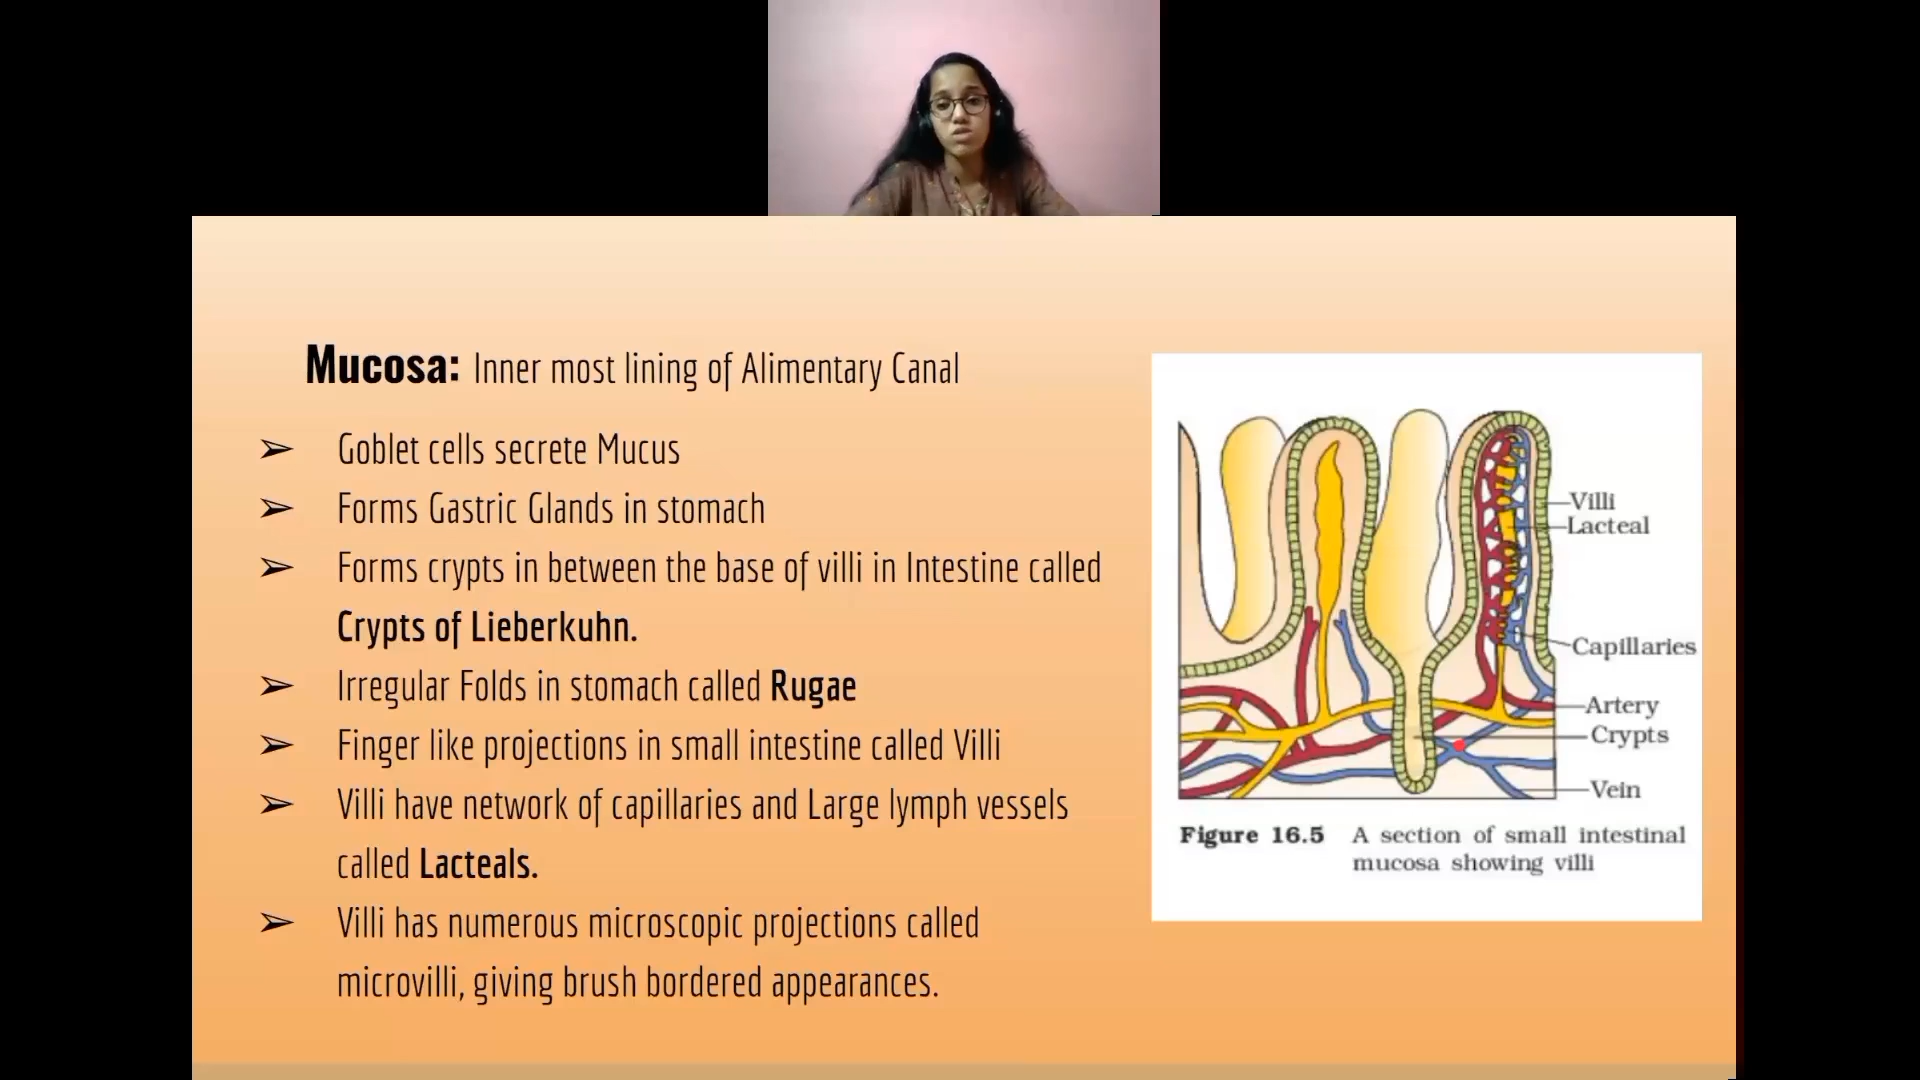 Mucosa: Inner most lining of Alimentary Canal
➢ Goblet cells secrete Mucus
➢ Forms Gastric Glands in stomach
➢ Forms crypts in between the base of villi in Intestine called
Crypts of Lieberkuhn.
➢ Irregular Folds in stomach called Rugae
➢ Finger like projections in small intestine called Villi
➢ Villi have network of capillaries and Large lymph vessels
called Lacteals.
➢ Villi has numerous microscopic projections called
microvilli, giving brush bordered appearances.
Villi
Lacteal
Capillaries
Artery
Crypts
Vein
Figure 16.5 A section of small intestinal
mucosa showing villi